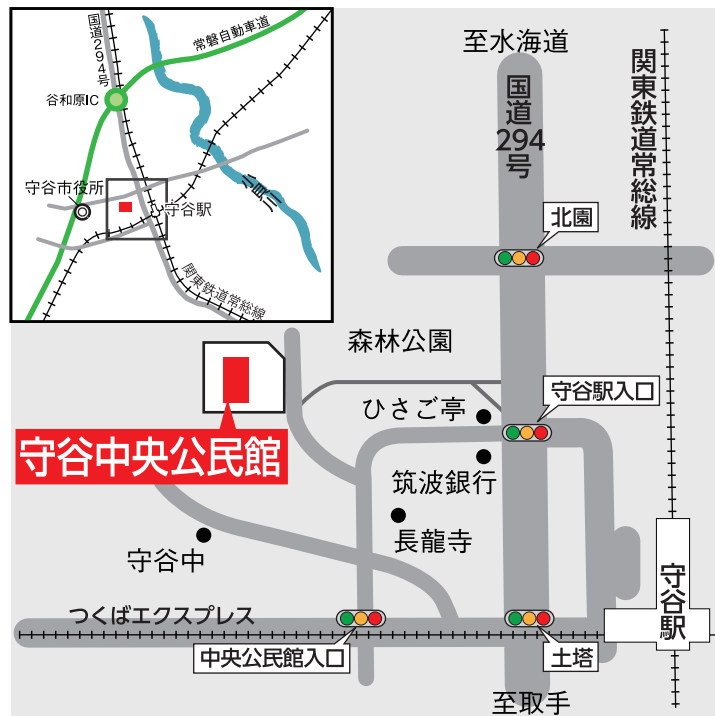 国道294号
常磐自動車道
谷和原IC
守谷市役所
小貝川
守谷駅
関東鉄道常総線
至水海道
国道294号
関東鉄道常総線
北園
森林公園
守谷駅入口
ひさご亭
守谷中央公民館
筑波銀行
長龍寺
守谷中
つくばエクスプレス
守谷駅
中央公民館入口
土塔
至取手